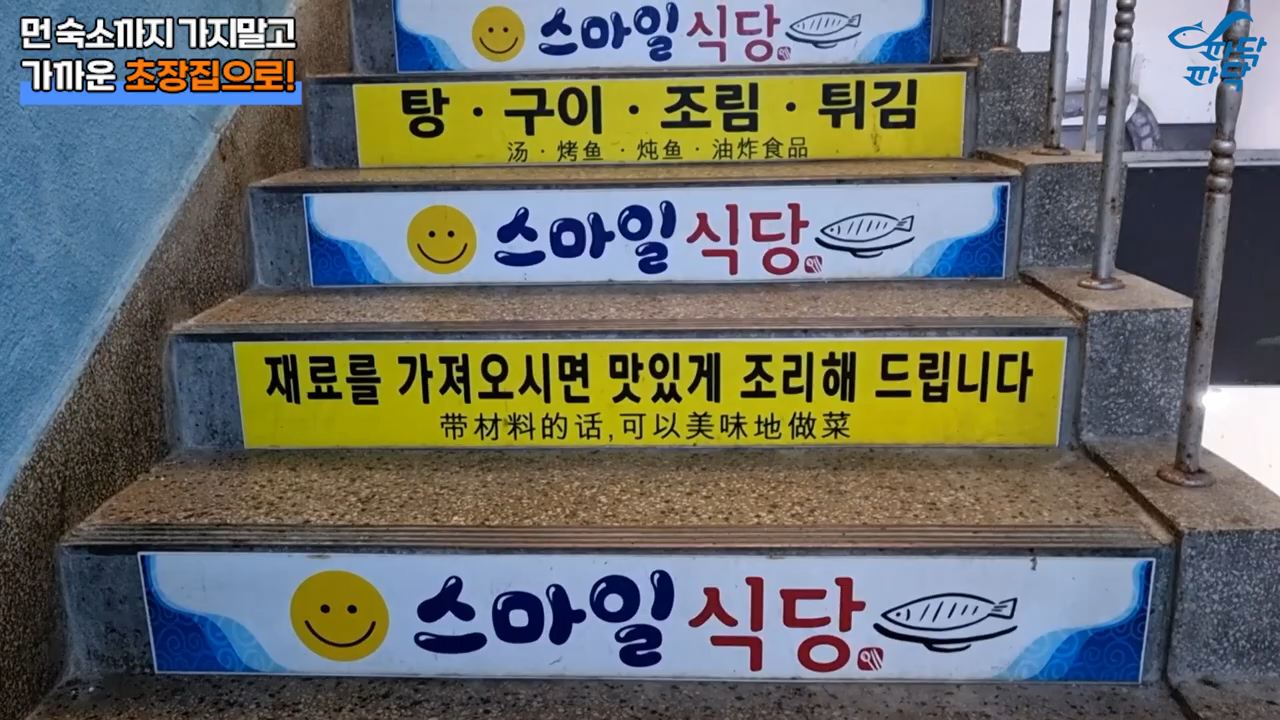 먼 숙소까지 가지말고
가까운 초장집으로!
파닥
파닥
스마일식당
탕 · 구이 · 조림 · 튀김
汤 · 烤鱼 · 炖鱼 · 油炸食品
스마일식당
재료를 가져오시면 맛있게 조리해 드립니다
带材料的话,可以美味地做菜
스마일식당